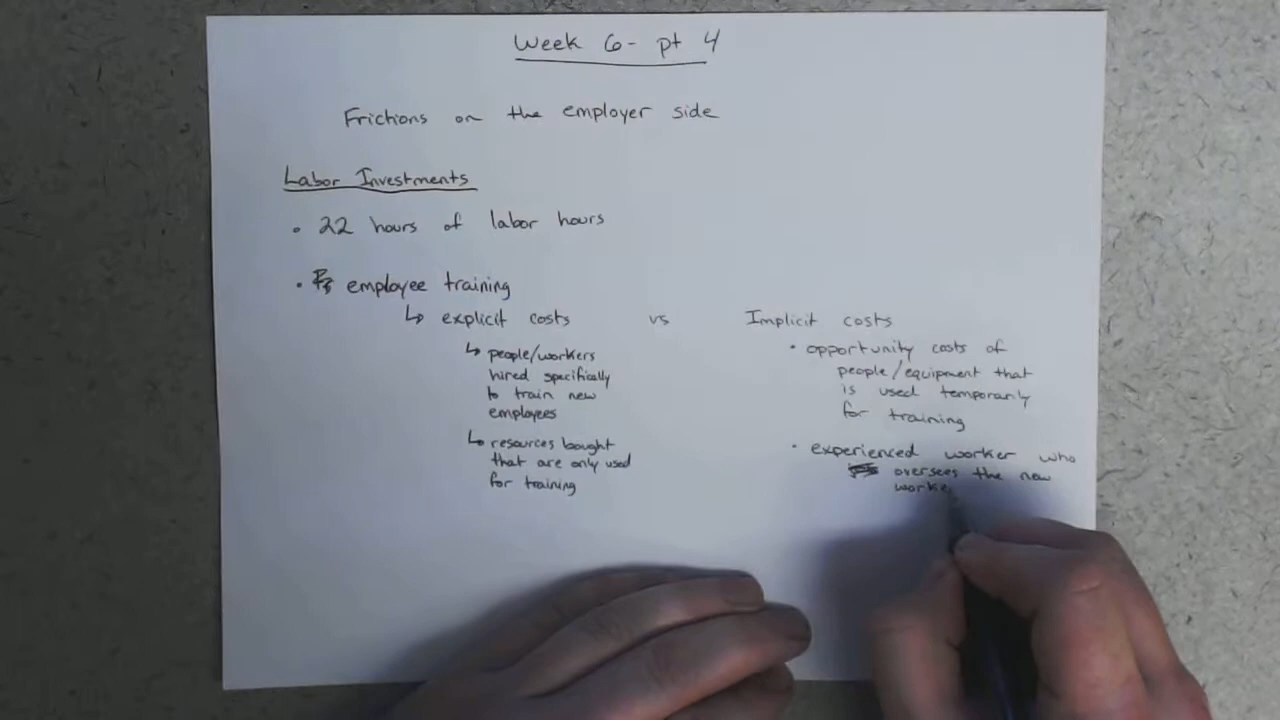 Week 6 - pt 4
Frictions on the employer side
Labor Investments
• 22 hours of labor hours
• employee training
↳ explicit costs vs Implicit costs
↳ people/workers
hired specifically
to train new
employees
↳ resources bought
that are only used
for training
• opportunity costs of
people/equipment that
is used temporarily
for training
• experienced worker who
oversees the new
worke